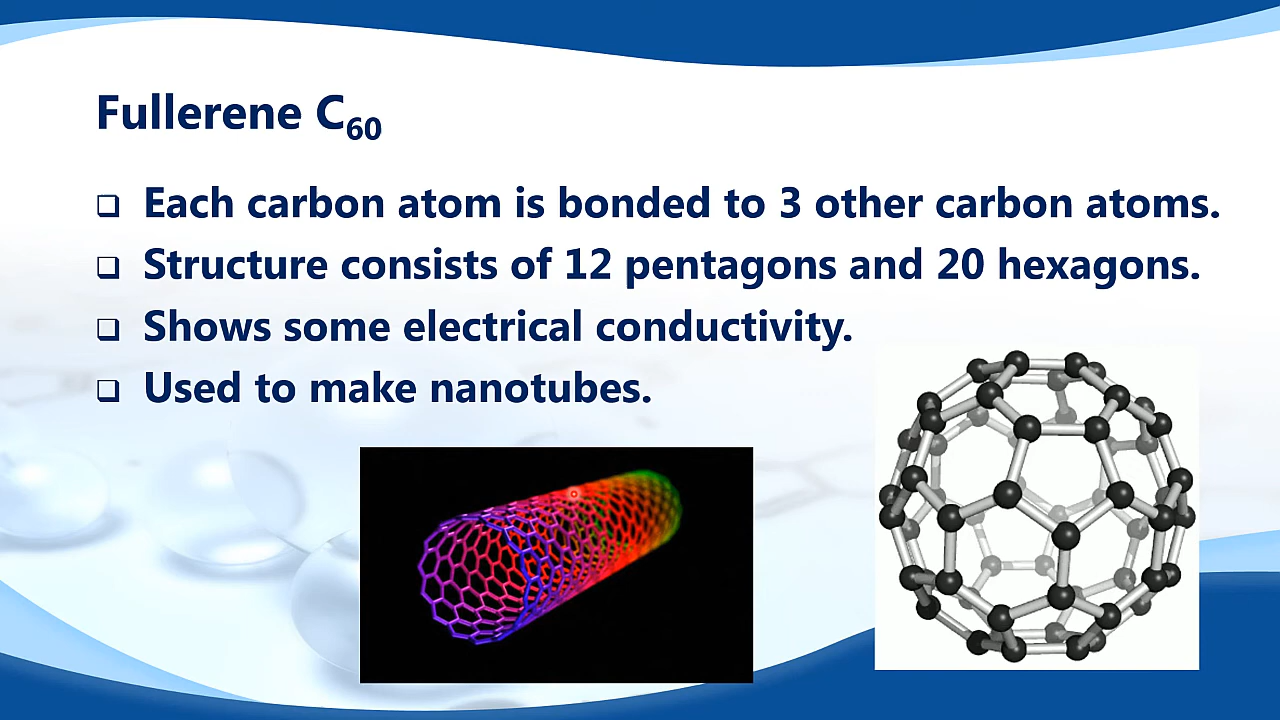 Fullerene C₆₀
❑ Each carbon atom is bonded to 3 other carbon atoms.
❑ Structure consists of 12 pentagons and 20 hexagons.
❑ Shows some electrical conductivity.
❑ Used to make nanotubes.